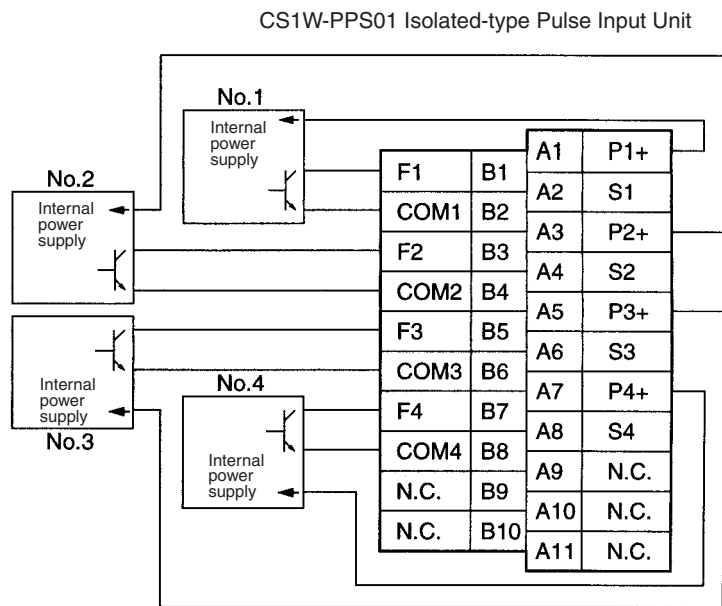 CS1W-PPS01 Isolated-type Pulse Input Unit
No.1
Internal
power
supply
No.2
Internal
power
supply
Internal
power
supply
No.3
No.4
Internal
power
supply
F1 B1
COM1 B2
F2 B3
COM2 B4
F3 B5
COM3 B6
F4 B7
COM4 B8
N.C. B9
N.C. B10
A1 P1+
A2 S1
A3 P2+
A4 S2
A5 P3+
A6 S3
A7 P4+
A8 S4
A9 N.C.
A10 N.C.
A11 N.C.